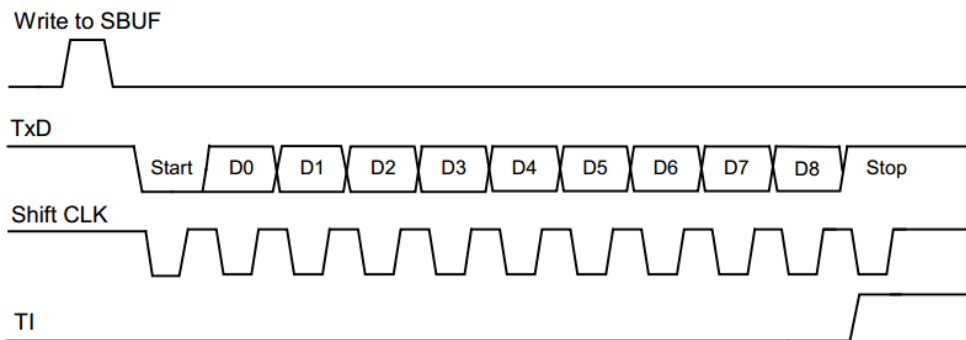 Write to SBUF
TxD
Start D0 D1 D2 D3 D4 D5 D6 D7 D8 Stop
Shift CLK
TI